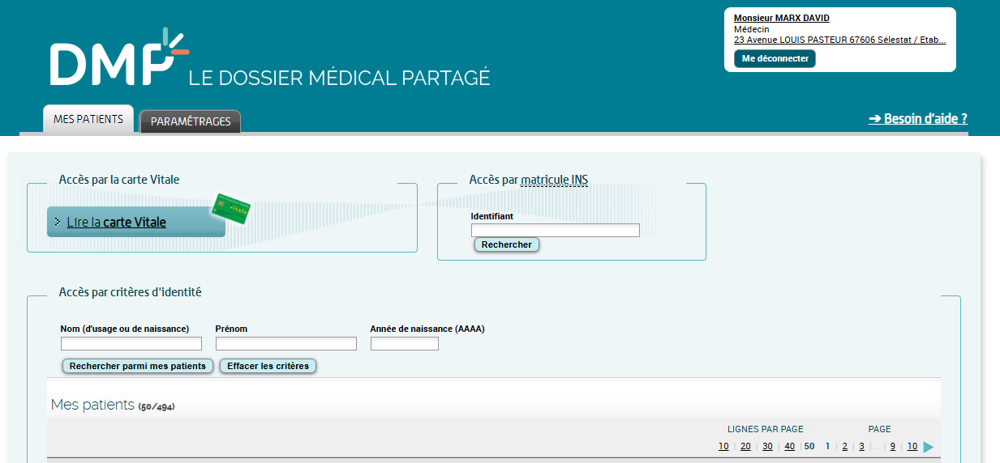 Monsieur MARX DAVID
Médecin
23 Avenue LOUIS PASTEUR 67606 Sélestat / Etab...
Me déconnecter
DMP
LE DOSSIER MÉDICAL PARTAGÉ
MES PATIENTS
PARAMÉTRAGES
➔ Besoin d'aide ?
Accès par la carte Vitale
Accès par matricule INS
> Lire la carte Vitale
vitale
Identifiant
Rechercher
Accès par critères d'identité
Nom (d'usage ou de naissance) Prénom Année de naissance (AAAA)
Rechercher parmi mes patients Effacer les critères
Mes patients (50/494)
LIGNES PAR PAGE PAGE
10 | 20 | 30 | 40 | 50 1 | 2 | 3 | ... | 9 | 10